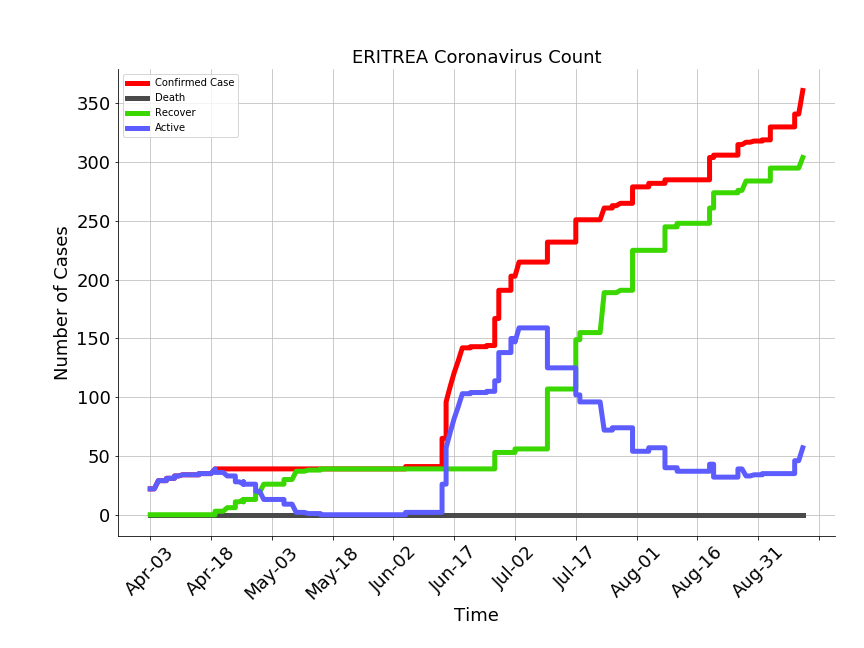 ERITREA Coronavirus Count
Confirmed Case
Death
Recover
Active
350
300
250
200
150
100
50
0
Number of Cases
Apr-03
Apr-18
May-03
May-18
Jun-02
Jun-17
Jul-02
Jul-17
Aug-01
Aug-16
Aug-31
Time